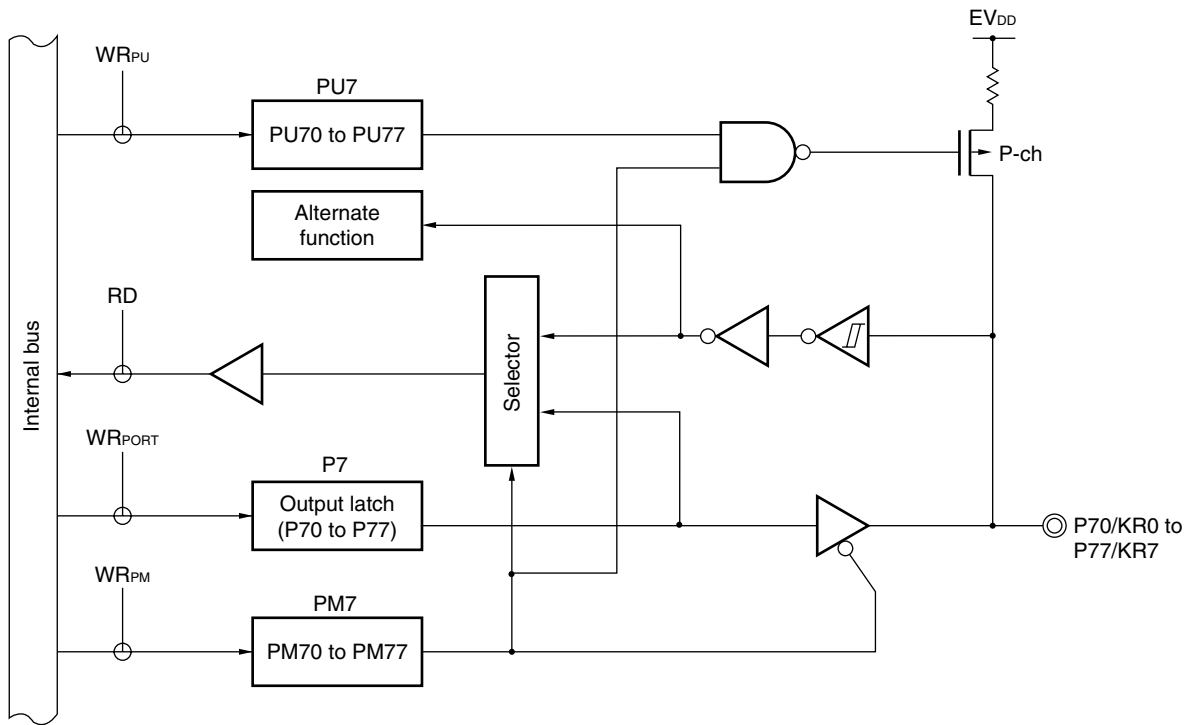 EVDD
WRPU
PU7
PU70 to PU77
P-ch
Alternate
function
RD
Internal bus
Selector
WRPORT
P7
Output latch
(P70 to P77)
P70/KR0 to
P77/KR7
WRPM
PM7
PM70 to PM77